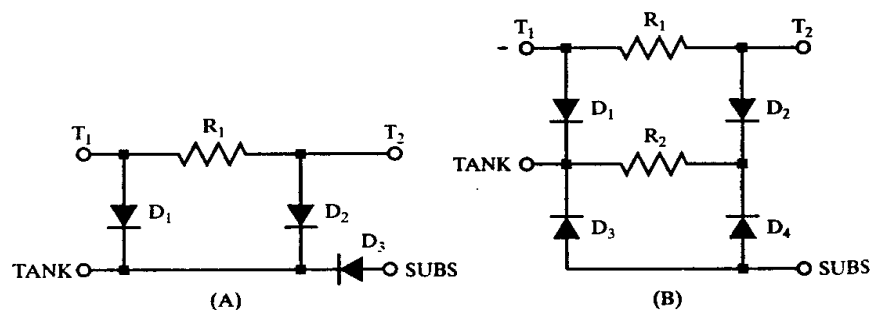 T₁ R₁ T₂
D₁ D₂
D₃
TANK SUBS
(A)
T₁ R₁ T₂
D₁ D₂
R₂
TANK
D₃ D₄
SUBS
(B)